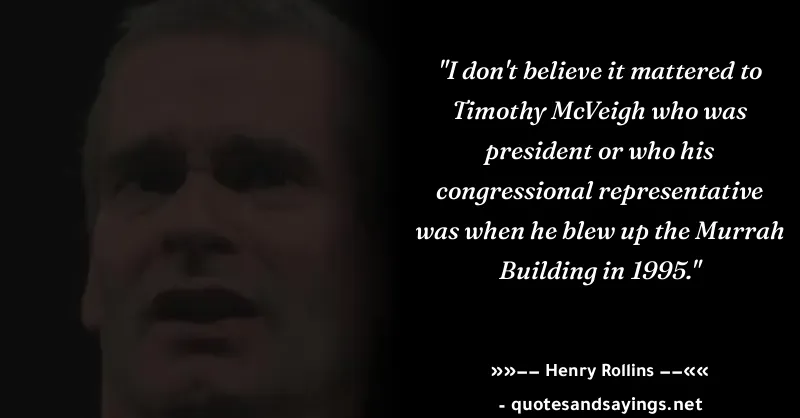 "I don't believe it mattered to
Timothy McVeigh who was
president or who his
congressional representative
was when he blew up the Murrah
Building in 1995."
»»−− Henry Rollins −−««
- quotesandsayings.net